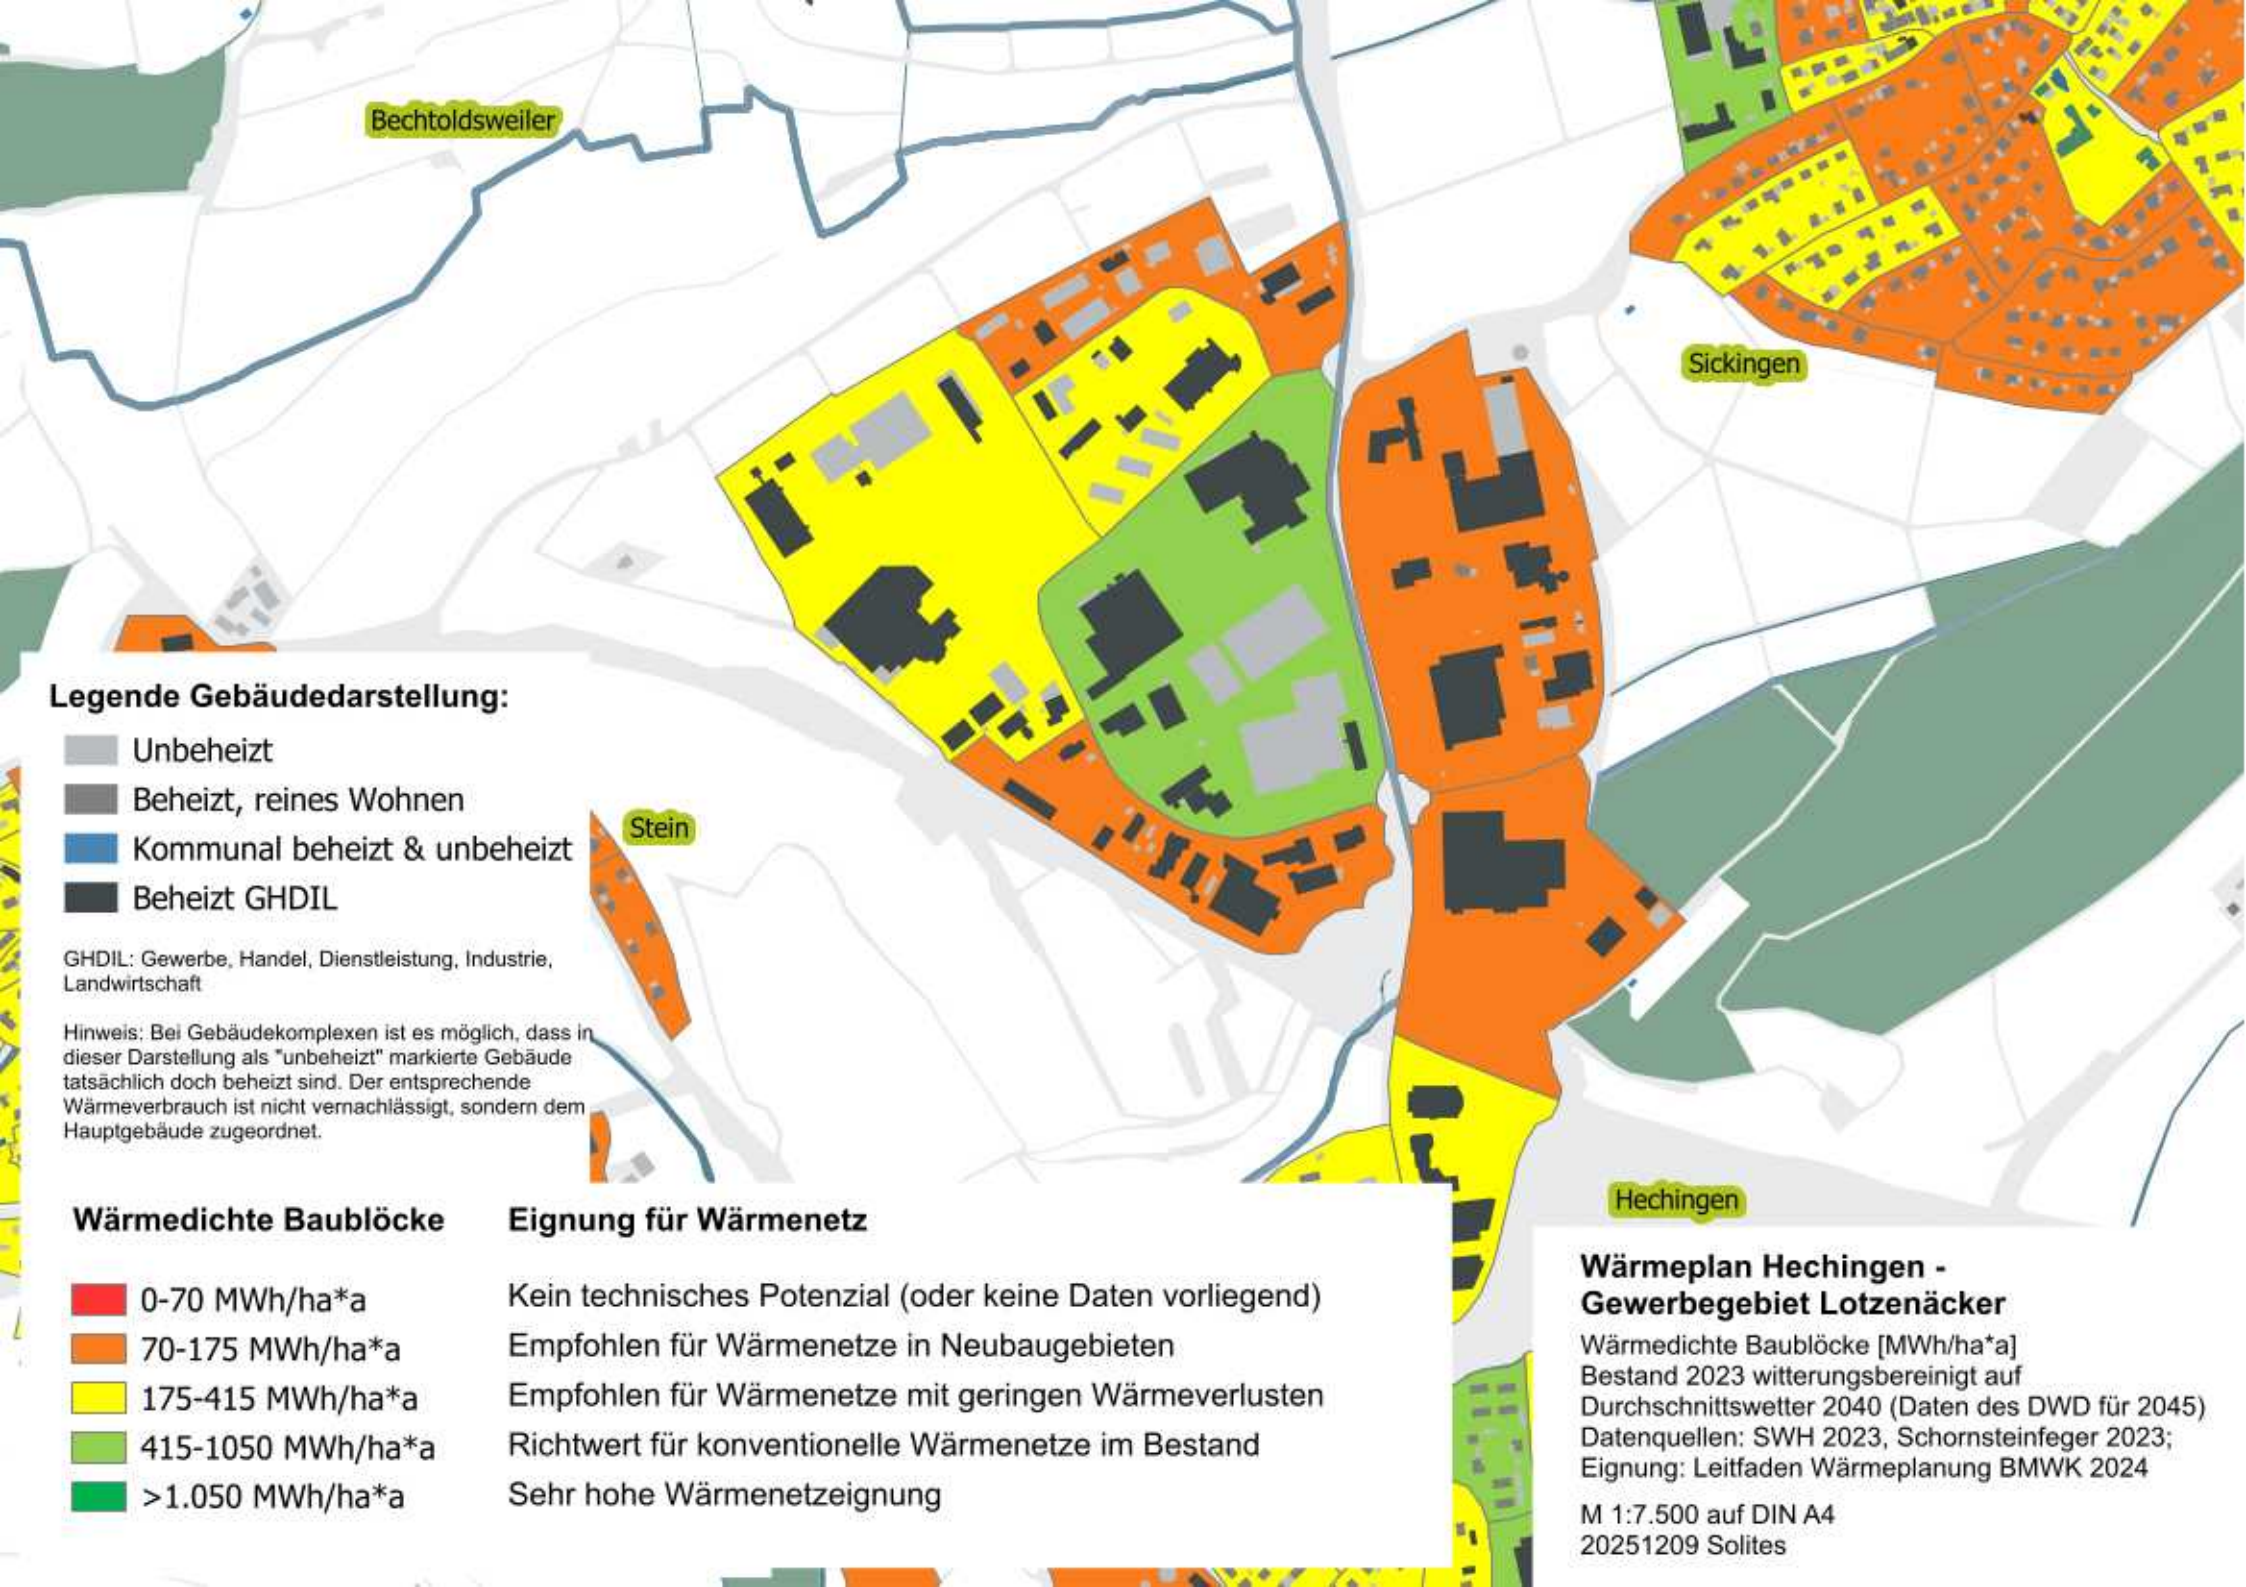 Bechtoldsweiler
Sickingen
Legende Gebäudedarstellung:
Unbeheizt
Beheizt, reines Wohnen
Kommunal beheizt & unbeheizt
Beheizt GHDIL
GHDIL: Gewerbe, Handel, Dienstleistung, Industrie,
Landwirtschaft
Hinweis: Bei Gebäudekomplexen ist es möglich, dass in
dieser Darstellung als "unbeheizt" markierte Gebäude
tatsächlich doch beheizt sind. Der entsprechende
Wärmeverbrauch ist nicht vernachlässigt, sondern dem
Hauptgebäude zugeordnet.
Stein
Hechingen
Wärmedichte Baublöcke Eignung für Wärmenetz
0-70 MWh/ha*a Kein technisches Potenzial (oder keine Daten vorliegend)
70-175 MWh/ha*a Empfohlen für Wärmenetze in Neubaugebieten
175-415 MWh/ha*a Empfohlen für Wärmenetze mit geringen Wärmeverlusten
415-1050 MWh/ha*a Richtwert für konventionelle Wärmenetze im Bestand
>1.050 MWh/ha*a Sehr hohe Wärmenetzeignung
Wärmeplan Hechingen -
Gewerbegebiet Lotzenäcker
Wärmedichte Baublöcke [MWh/ha*a]
Bestand 2023 witterungsbereinigt auf
Durchschnittswetter 2040 (Daten des DWD für 2045)
Datenquellen: SWH 2023, Schornsteinfeger 2023;
Eignung: Leitfaden Wärmeplanung BMWK 2024
M 1:7.500 auf DIN A4
20251209 Solites